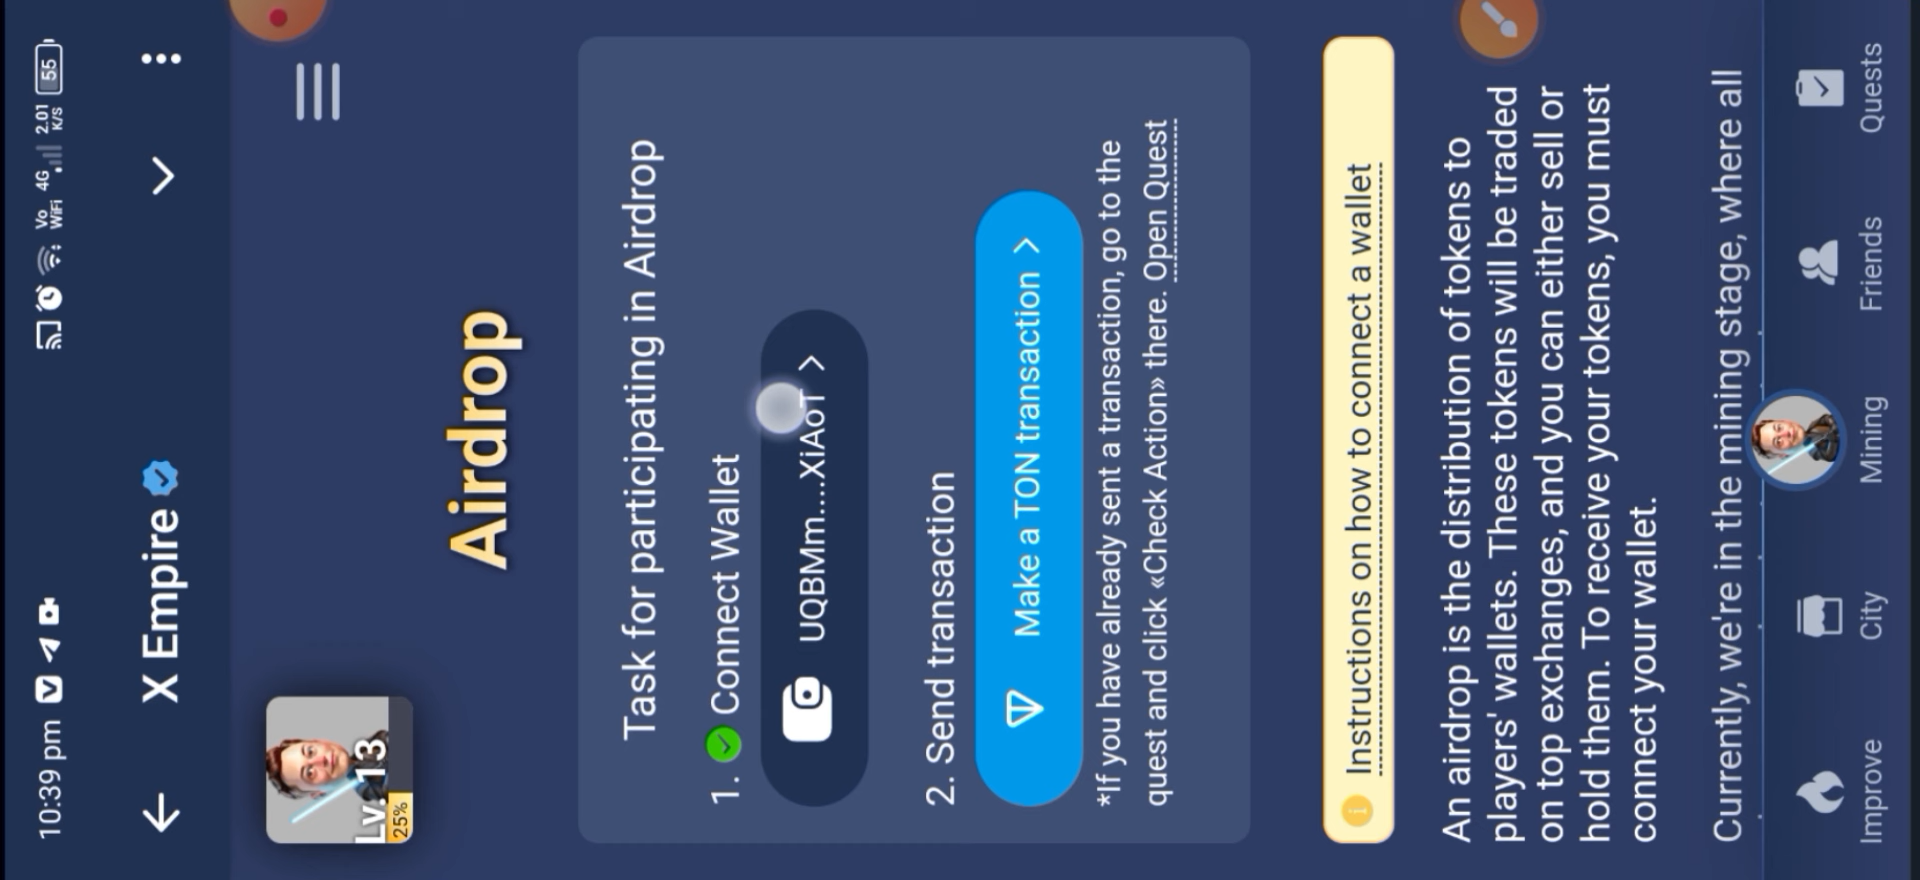 10:39 pm
Vo WiFi 4G 2.01 K/S 55
X Empire
Lv. 13
25%
Airdrop
Task for participating in Airdrop
1. Connect Wallet
UQBMm....XiAoT >
2. Send transaction
Make a TON transaction >
*If you have already sent a transaction, go to the
quest and click «Check Action» there. Open Quest
Instructions on how to connect a wallet
An airdrop is the distribution of tokens to
players' wallets. These tokens will be traded
on top exchanges, and you can either sell or
hold them. To receive your tokens, you must
connect your wallet.
Currently, we're in the mining stage, where all
Improve
City
Mining
Friends
Quests